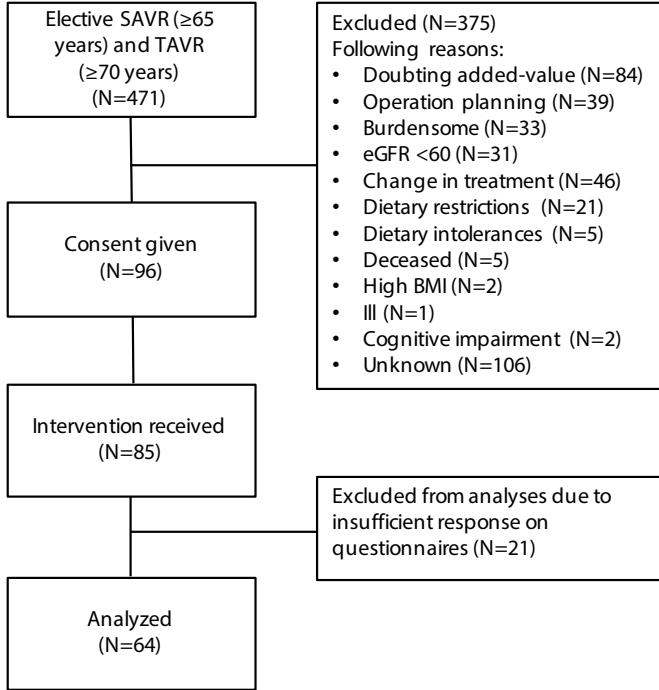 Elective SAVR (≥65
years) and TAVR
(≥70 years)
(N=471)
Excluded (N=375)
Following reasons:
• Doubting added-value (N=84)
• Operation planning (N=39)
• Burdensome (N=33)
• eGFR <60 (N=31)
• Change in treatment (N=46)
• Dietary restrictions (N=21)
• Dietary intolerances (N=5)
• Deceased (N=5)
• High BMI (N=2)
• Ill (N=1)
• Cognitive impairment (N=2)
• Unknown (N=106)
Consent given
(N=96)
Intervention received
(N=85)
Excluded from analyses due to
insufficient response on
questionnaires (N=21)
Analyzed
(N=64)